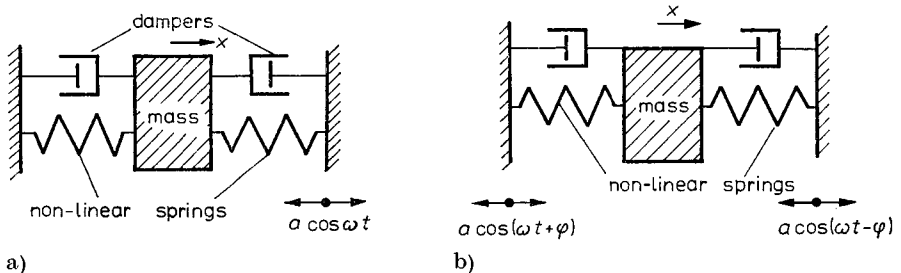 dampers
x
mass
non-linear springs
a cos ωt
a)
x
mass
non-linear springs
a cos(ωt+φ)
a cos(ωt-φ)
b)